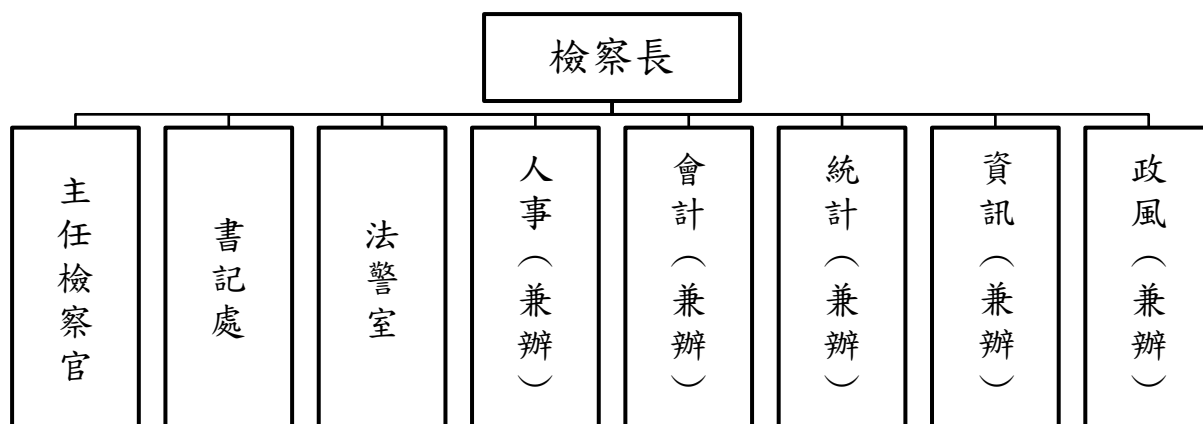 檢察長
主任檢察官
書記處
法警室
人事（兼辦）
會計（兼辦）
統計（兼辦）
資訊（兼辦）
政風（兼辦）